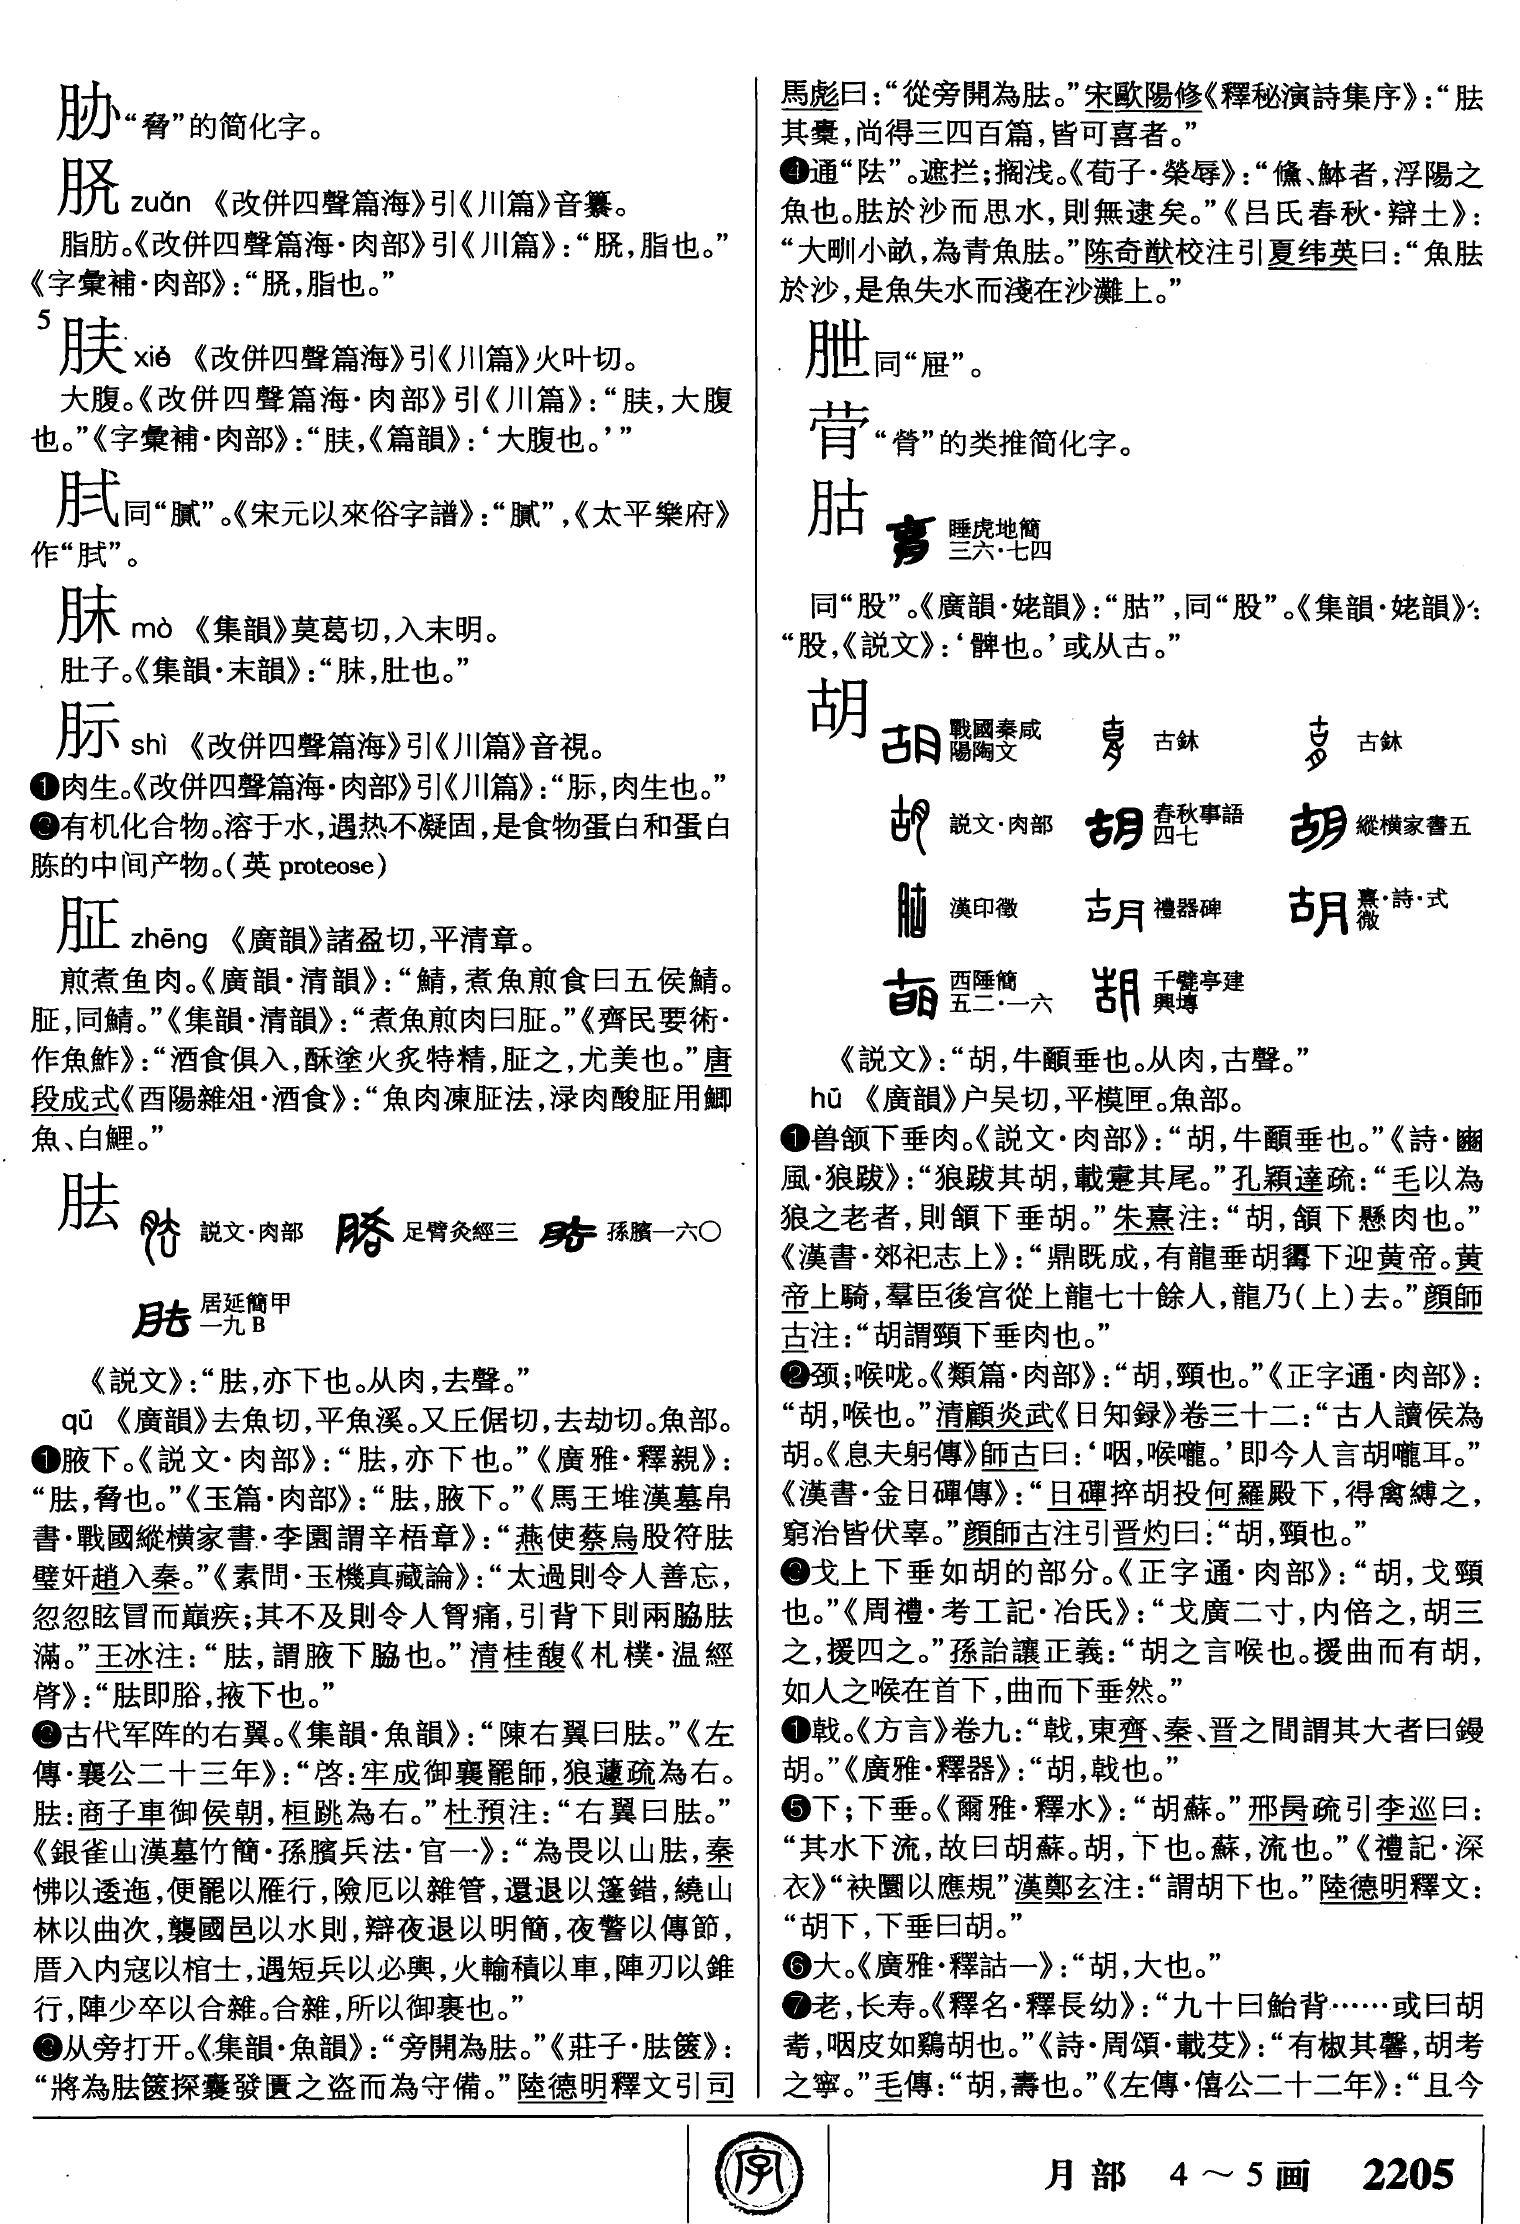 胁“脅”的简化字。
zuǎn 《改併四聲篇海》引《川篇》音纂。
脂肪。《改併四聲篇海·肉部》引《川篇》：“，脂也。”
《字彙補·肉部》：“，脂也。”
5
xiě 《改併四聲篇海》引《川篇》火叶切。
大腹。《改併四聲篇海·肉部》引《川篇》：“，大腹
也。”《字彙補·肉部》：“，《篇韻》：‘大腹也。’”
同“膩”。《宋元以來俗字譜》：“膩”，《太平樂府》
作“”。
mò 《集韻》莫葛切，入末明。
肚子。《集韻·末韻》：“，肚也。”
shì 《改併四聲篇海》引《川篇》音視。
❶肉生。《改併四聲篇海·肉部》引《川篇》：“，肉生也。”
❷有机化合物。溶于水，遇热不凝固，是食物蛋白和蛋白
胨的中间产物。（英 proteose）
胚zhēng 《廣韻》諸盈切，平清章。
煎煮鱼肉。《廣韻·清韻》：“鯖，煮魚煎食曰五侯鯖。
，同鯖。”《集韻·清韻》：“煮魚煎肉曰。”《齊民要術·
作魚鮓》：“酒食俱入，酥塗火炙特精，之，尤美也。”唐
段成式《酉陽雜俎·酒食》：“魚肉凍法，渌肉酸用鯽
魚、白鯉。”
胠 説文·肉部 足臂灸經三 孫臏一六〇
居延簡甲
一九 B
《説文》：“胠，亦下也。从肉，去聲。”
qū 《廣韻》去魚切，平魚溪。又丘倨切，去劫切。魚部。
❶腋下。《説文·肉部》：“胠，亦下也。”《廣雅·釋親》：
“胠，脅也。”《玉篇·肉部》：“胠，腋下。”《馬王堆漢墓帛
書·戰國縱横家書·李園謂辛梧章》：“燕使蔡烏股符胠
璧奸趙入秦。”《素問·玉機真藏論》：“太過則令人善忘，
忽忽眩冒而巔疾；其不及則令人胷痛，引背下則兩脇胠
滿。”王冰注：“胠，謂腋下脇也。”清桂馥《札樸·温經
膂》：“胠即胳，掖下也。”
❷古代军阵的右翼。《集韻·魚韻》：“陳右翼曰胠。”《左
傳·襄公二十三年》：“啓：牢成御襄罷師，狼蘧疏為右。
胠：商子車御侯朝，桓跳為右。”杜預注：“右翼曰胠。”
《銀雀山漢墓竹簡·孫臏兵法·官一》：“為畏以山胠，秦
怫以逶迤，便罷以雁行，險厄以雜管，還退以蓬錯，繞山
林以曲次，襲國邑以水則，辯夜退以明簡，夜警以傳節，
厝入内寇以棺士，遇短兵以必輿，火輸積以車，陣刃以錐
行，陣少卒以合雜。合雜，所以御裹也。”
❸从旁打开。《集韻·魚韻》：“旁開為胠。”《莊子·胠篋》：
“將為胠篋探囊發匱之盜而為守備。”陸德明釋文引司
馬彪曰：“從旁開為胠。”宋歐陽修《釋秘演詩集序》：“胠
其橐，尚得三四百篇，皆可喜者。”
❹通“阹”。遮拦；搁浅。《荀子·榮辱》：“鯈、䱁者，浮陽之
魚也。胠於沙而思水，則無逮矣。”《吕氏春秋·辯土》：
“大甽小畝，為青魚胠。”陈奇猷校注引夏纬英曰：“魚胠
於沙，是魚失水而淺在沙灘上。”
同“屉”。
“膋”的类推简化字。
睡虎地簡
三六·七四
同“股”。《廣韻·姥韻》：“”，同“股”。《集韻·姥韻》：
“股，《説文》：‘髀也。’或从古。”
胡 戰國秦咸
陽陶文 古鉨 古鉨
説文·肉部 春秋事語
四七 縱横家書五
漢印徵 禮器碑 熹·詩·式
微
西陲簡
五二·一六 千甓亭建
興塼
《説文》：“胡，牛顄垂也。从肉，古聲。”
hú 《廣韻》户吴切，平模匣。魚部。
❶兽颔下垂肉。《説文·肉部》：“胡，牛顄垂也。”《詩·豳
風·狼跋》：“狼跋其胡，載疐其尾。”孔穎達疏：“毛以為
狼之老者，則頷下垂胡。”朱熹注：“胡，頷下懸肉也。”
《漢書·郊祀志上》：“鼎既成，有龍垂胡䫇下迎黄帝。黄
帝上騎，羣臣後宫從上龍七十餘人，龍乃（上）去。”顔師
古注：“胡謂頸下垂肉也。”
❷颈；喉咙。《類篇·肉部》：“胡，頸也。”《正字通·肉部》：
“胡，喉也。”清顧炎武《日知録》卷三十二：“古人讀侯為
胡。《息夫躬傳》師古曰：‘咽，喉嚨。’即今人言胡嚨耳。”
《漢書·金日磾傳》：“日磾捽胡投何羅殿下，得禽縛之，
窮治皆伏辜。”顔師古注引晋灼曰：“胡，頸也。”
❸戈上下垂如胡的部分。《正字通·肉部》：“胡，戈頸
也。”《周禮·考工記·冶氏》：“戈廣二寸，内倍之，胡三
之，援四之。”孫詒讓正義：“胡之言喉也。援曲而有胡，
如人之喉在首下，曲而下垂然。”
❹戟。《方言》卷九：“戟，東齊、秦、晋之間謂其大者曰鏝
胡。”《廣雅·釋器》：“胡，戟也。”
❺下；下垂。《爾雅·釋水》：“胡蘇。”邢昺疏引李巡曰：
“其水下流，故曰胡蘇。胡，下也。蘇，流也。”《禮記·深
衣》“袂圜以應規”漢鄭玄注：“謂胡下也。”陸德明釋文：
“胡下，下垂曰胡。”
❻大。《廣雅·釋詁一》：“胡，大也。”
❼老，长寿。《釋名·釋長幼》：“九十曰鮐背……或曰胡
耇，咽皮如鷄胡也。”《詩·周頌·載芟》：“有椒其馨，胡考
之寧。”毛傳：“胡，壽也。”《左傳·僖公二十二年》：“且今
字
月部 4～5画 2205